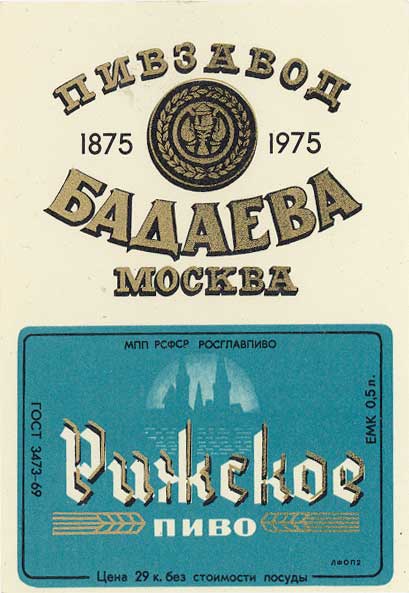 ПИВЗАВОД
1875 1975
БАДАЕВА
МОСКВА
МПП РСФСР РОСГЛАВПИВО
ГОСТ 3473-69
ЕМК 0,5 л.
Рижское
ПИВО
ЛФОП2
Цена 29 к. без стоимости посуды